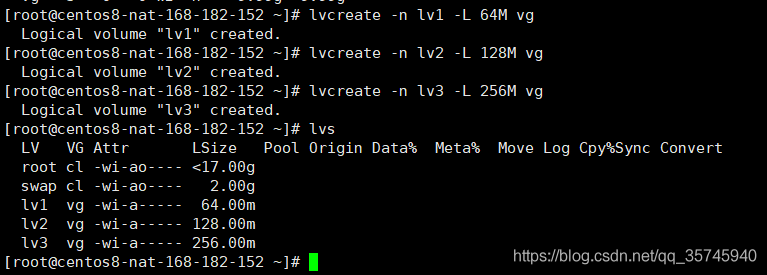 [root@centos8-nat-168-182-152 ~]# lvcreate -n lv1 -L 64M vg
  Logical volume "lv1" created.
[root@centos8-nat-168-182-152 ~]# lvcreate -n lv2 -L 128M vg
  Logical volume "lv2" created.
[root@centos8-nat-168-182-152 ~]# lvcreate -n lv3 -L 256M vg
  Logical volume "lv3" created.
[root@centos8-nat-168-182-152 ~]# lvs
  LV   VG Attr       LSize   Pool Origin Data%  Meta%  Move Log Cpy%Sync Convert
  root cl -wi-ao---- <17.00g
  swap cl -wi-ao----   2.00g
  lv1  vg -wi-a-----  64.00m
  lv2  vg -wi-a----- 128.00m
  lv3  vg -wi-a----- 256.00m
[root@centos8-nat-168-182-152 ~]#
https://blog.csdn.net/qq_35745940